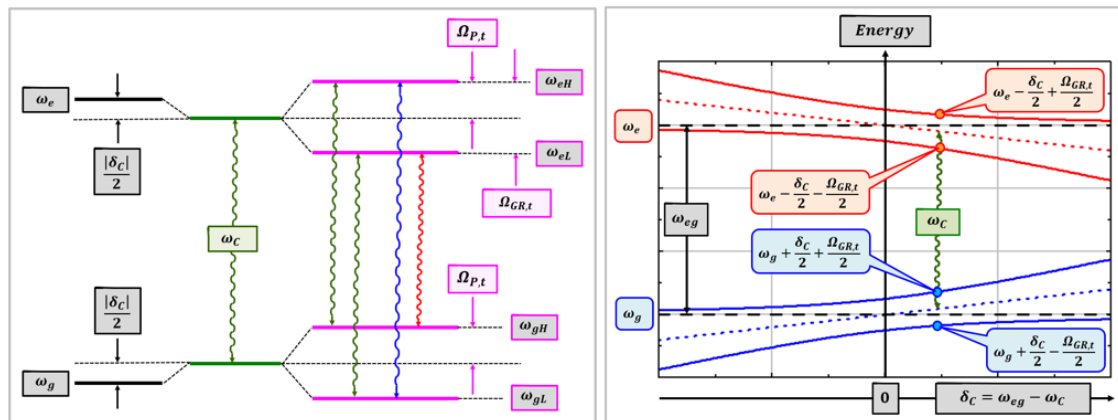 Ω_{P,t}
ω_e
ω_{eH}
|δ_C|
2
ω_{eL}
Ω_{GR,t}
ω_C
Ω_{P,t}
|δ_C|
2
ω_{gH}
ω_g
ω_{gL}
Energy
ω_e − δ_C/2 + Ω_{GR,t}/2
ω_e
ω_e − δ_C/2 − Ω_{GR,t}/2
ω_{eg}
ω_C
ω_g + δ_C/2 + Ω_{GR,t}/2
ω_g
ω_g + δ_C/2 − Ω_{GR,t}/2
0
δ_C = ω_{eg} − ω_C